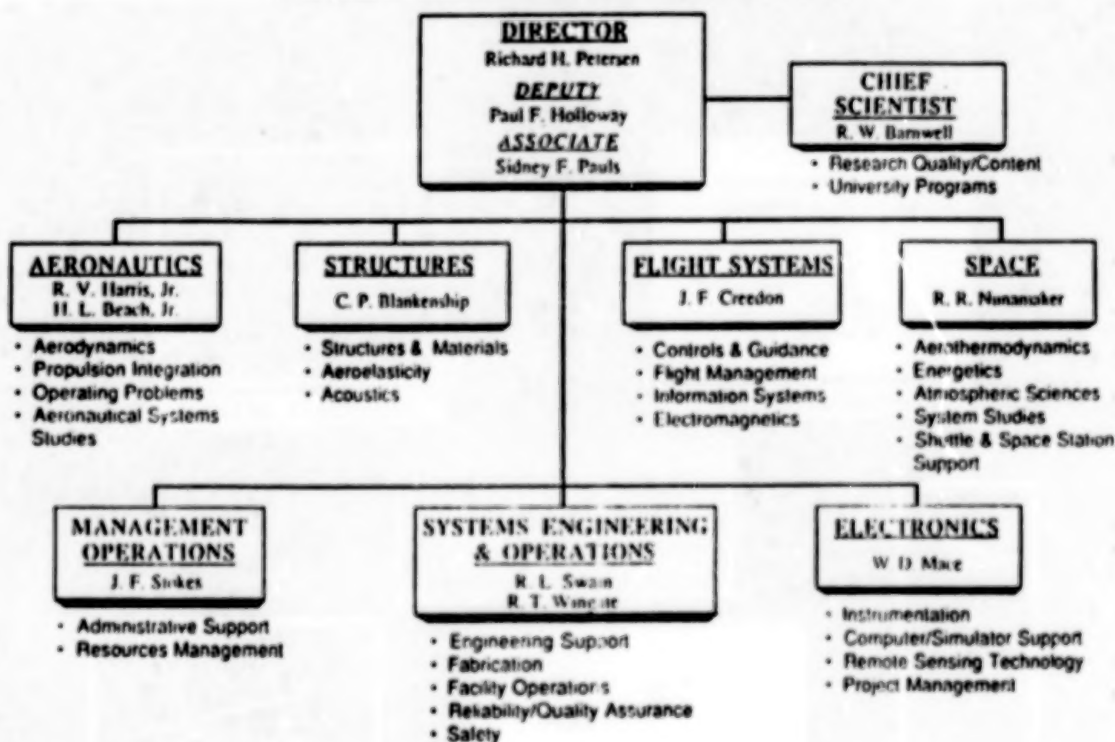 DIRECTOR
Richard H. Petersen
DEPUTY
Paul F. Holloway
ASSOCIATE
Sidney F. Pauls
CHIEF
SCIENTIST
R. W. Barnwell
• Research Quality/Content
• University Programs
AERONAUTICS
R. V. Harris, Jr.
H. L. Beach, Jr.
• Aerodynamics
• Propulsion Integration
• Operating Problems
• Aeronautical Systems
Studies
STRUCTURES
C. P. Blankenship
• Structures & Materials
• Aeroelasticity
• Acoustics
FLIGHT SYSTEMS
J. F. Creedon
• Controls & Guidance
• Flight Management
• Information Systems
• Electromagnetics
SPACE
R. R. Nunamaker
• Aerothermodynamics
• Energetics
• Atmospheric Sciences
• System Studies
• Shuttle & Space Station
Support
MANAGEMENT
OPERATIONS
J. F. Stokes
• Administrative Support
• Resources Management
SYSTEMS ENGINEERING
& OPERATIONS
R. L. Swain
R. T. Wingate
• Engineering Support
• Fabrication
• Facility Operations
• Reliability/Quality Assurance
• Safety
ELECTRONICS
W. D. Mace
• Instrumentation
• Computer/Simulator Support
• Remote Sensing Technology
• Project Management